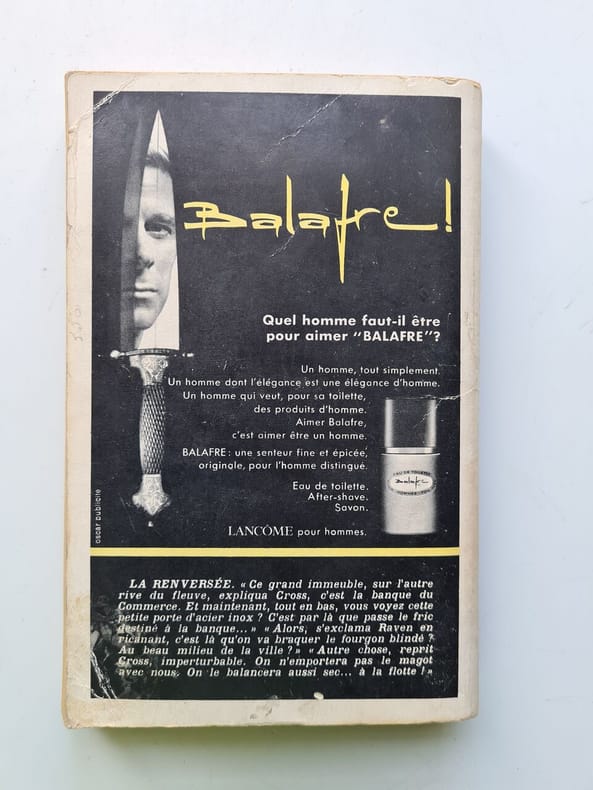 Balafre!
Quel homme faut-il être
pour aimer "BALAFRE"?
Un homme, tout simplement.
Un homme dont l'élégance est une élégance d'homme.
Un homme qui veut, pour sa toilette,
des produits d'homme.
Aimer Balafre,
c'est aimer être un homme.
BALAFRE : une senteur fine et épicée,
originale, pour l'homme distingué.
Eau de toilette.
After-shave.
Savon.
LANCÔME pour hommes.
EAU DE TOILETTE
Balafre
oscar publicité
LA RENVERSÉE. « Ce grand immeuble, sur l'autre
rive du fleuve, expliqua Cross, c'est la banque du
Commerce. Et maintenant, tout en bas, vous voyez cette
petite porte d'acier inox ? C'est par là que passe le fric
destiné à la banque... » « Alors, s'exclama Raven en
ricanant, c'est là qu'on va braquer le fourgon blindé ?
Au beau milieu de la ville ? » « Autre chose, reprit
Cross, imperturbable. On n'emportera pas le magot
avec nous. On le balancera aussi sec... à la flotte ! »